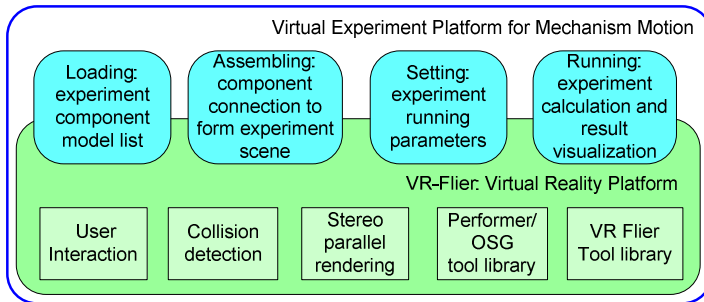 Virtual Experiment Platform for Mechanism Motion
Loading:
experiment
component
model list
Assembling:
component
connection to
form experiment
scene
Setting:
experiment
running
parameters
Running:
experiment
calculation and
result
visualization
VR-Flier: Virtual Reality Platform
User
Interaction
Collision
detection
Stereo
parallel
rendering
Performer/
OSG
tool library
VR Flier
Tool library